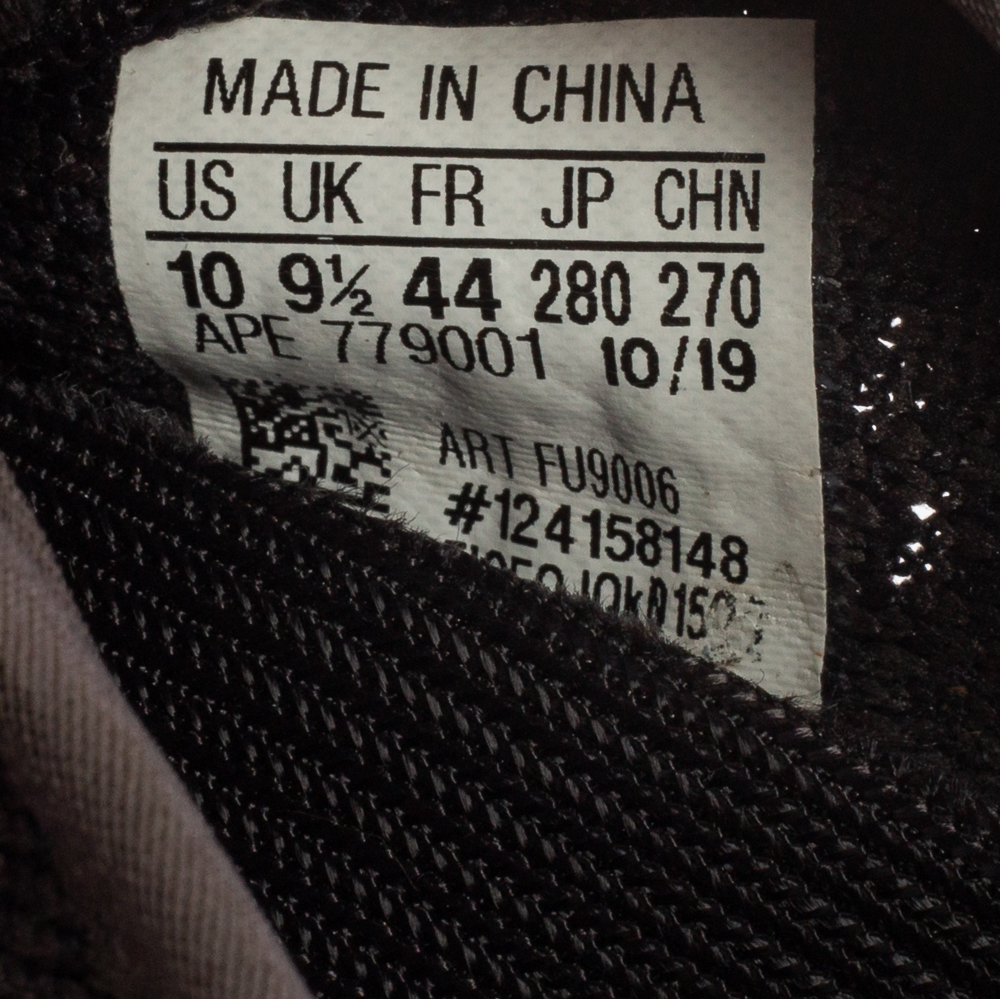 MADE IN CHINA
US UK FR JP CHN
10 9½ 44 280 270
APE 779001 10/19
ART FU9006
#124158148